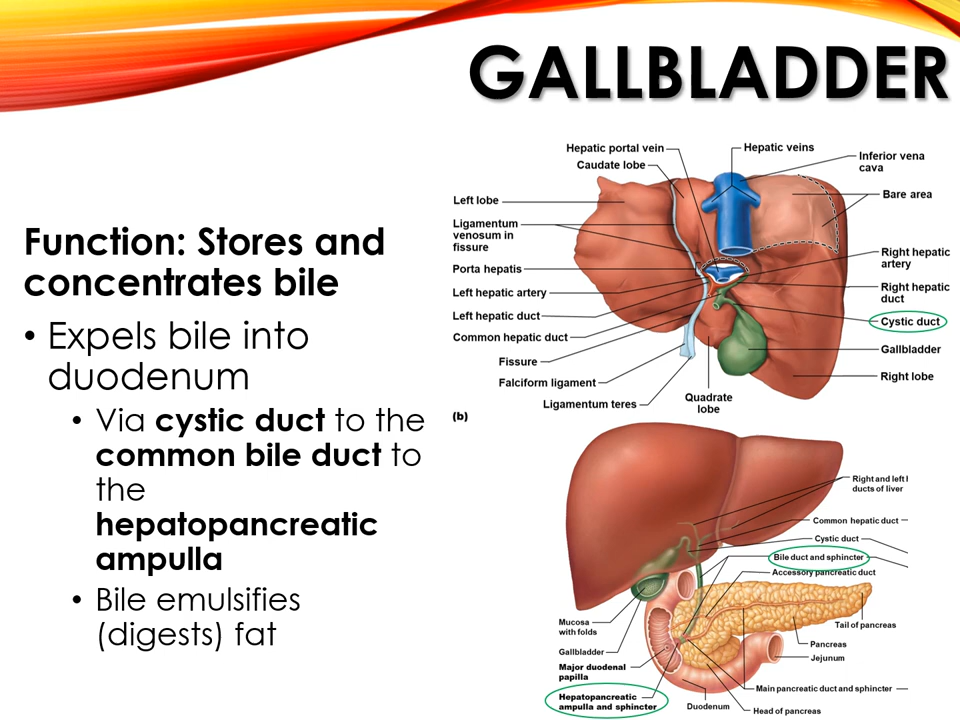 GALLBLADDER
Function: Stores and
concentrates bile
• Expels bile into
duodenum
• Via cystic duct to the
common bile duct to
the
hepatopancreatic
ampulla
• Bile emulsifies
(digests) fat
Hepatic portal vein
Caudate lobe
Left lobe
Ligamentum
venosum in
fissure
Porta hepatis
Left hepatic artery
Left hepatic duct
Common hepatic duct
Fissure
Falciform ligament
Ligamentum teres
(b)
Hepatic veins
Inferior vena
cava
Bare area
Right hepatic
artery
Right hepatic
duct
Cystic duct
Gallbladder
Right lobe
Quadrate
lobe
Right and left h
ducts of liver
Common hepatic duct
Cystic duct
Bile duct and sphincter
Accessory pancreatic duct
Tail of pancreas
Pancreas
Jejunum
Main pancreatic duct and sphincter
Head of pancreas
Mucosa
with folds
Gallbladder
Major duodenal
papilla
Hepatopancreatic
ampulla and sphincter
Duodenum